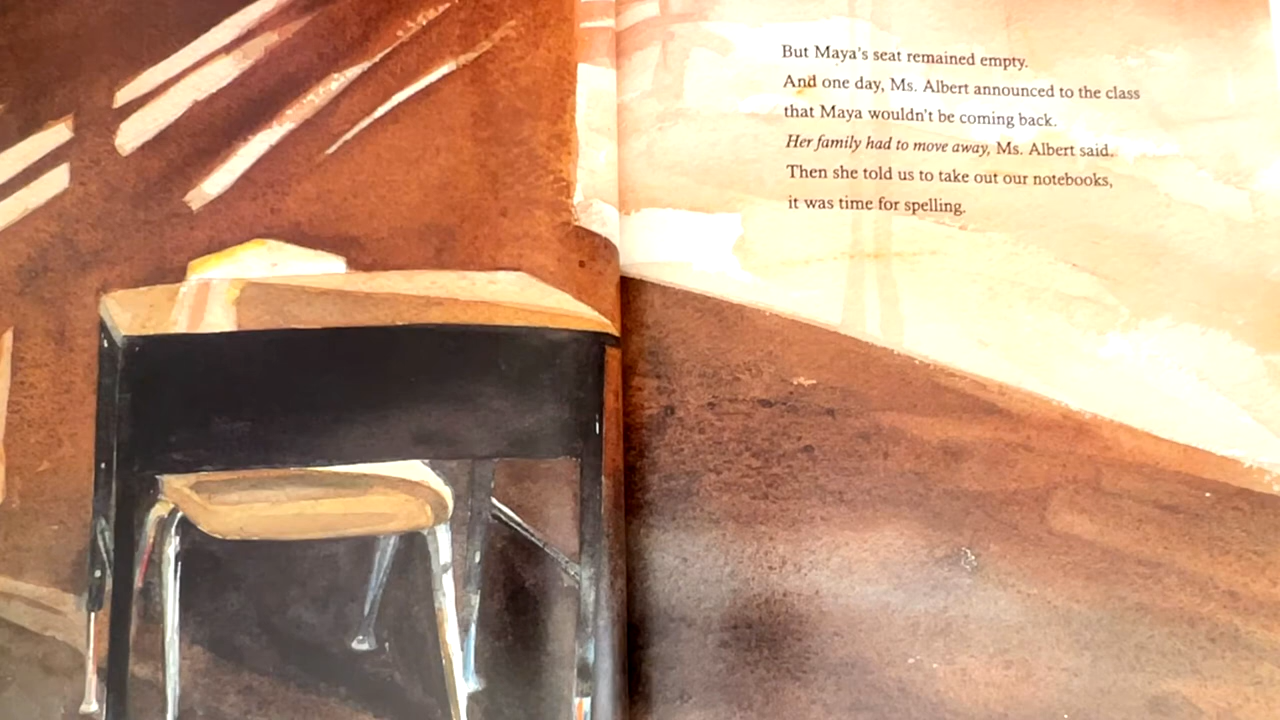 But Maya's seat remained empty.
And one day, Ms. Albert announced to the class
that Maya wouldn't be coming back.
Her family had to move away, Ms. Albert said.
Then she told us to take out our notebooks,
it was time for spelling.